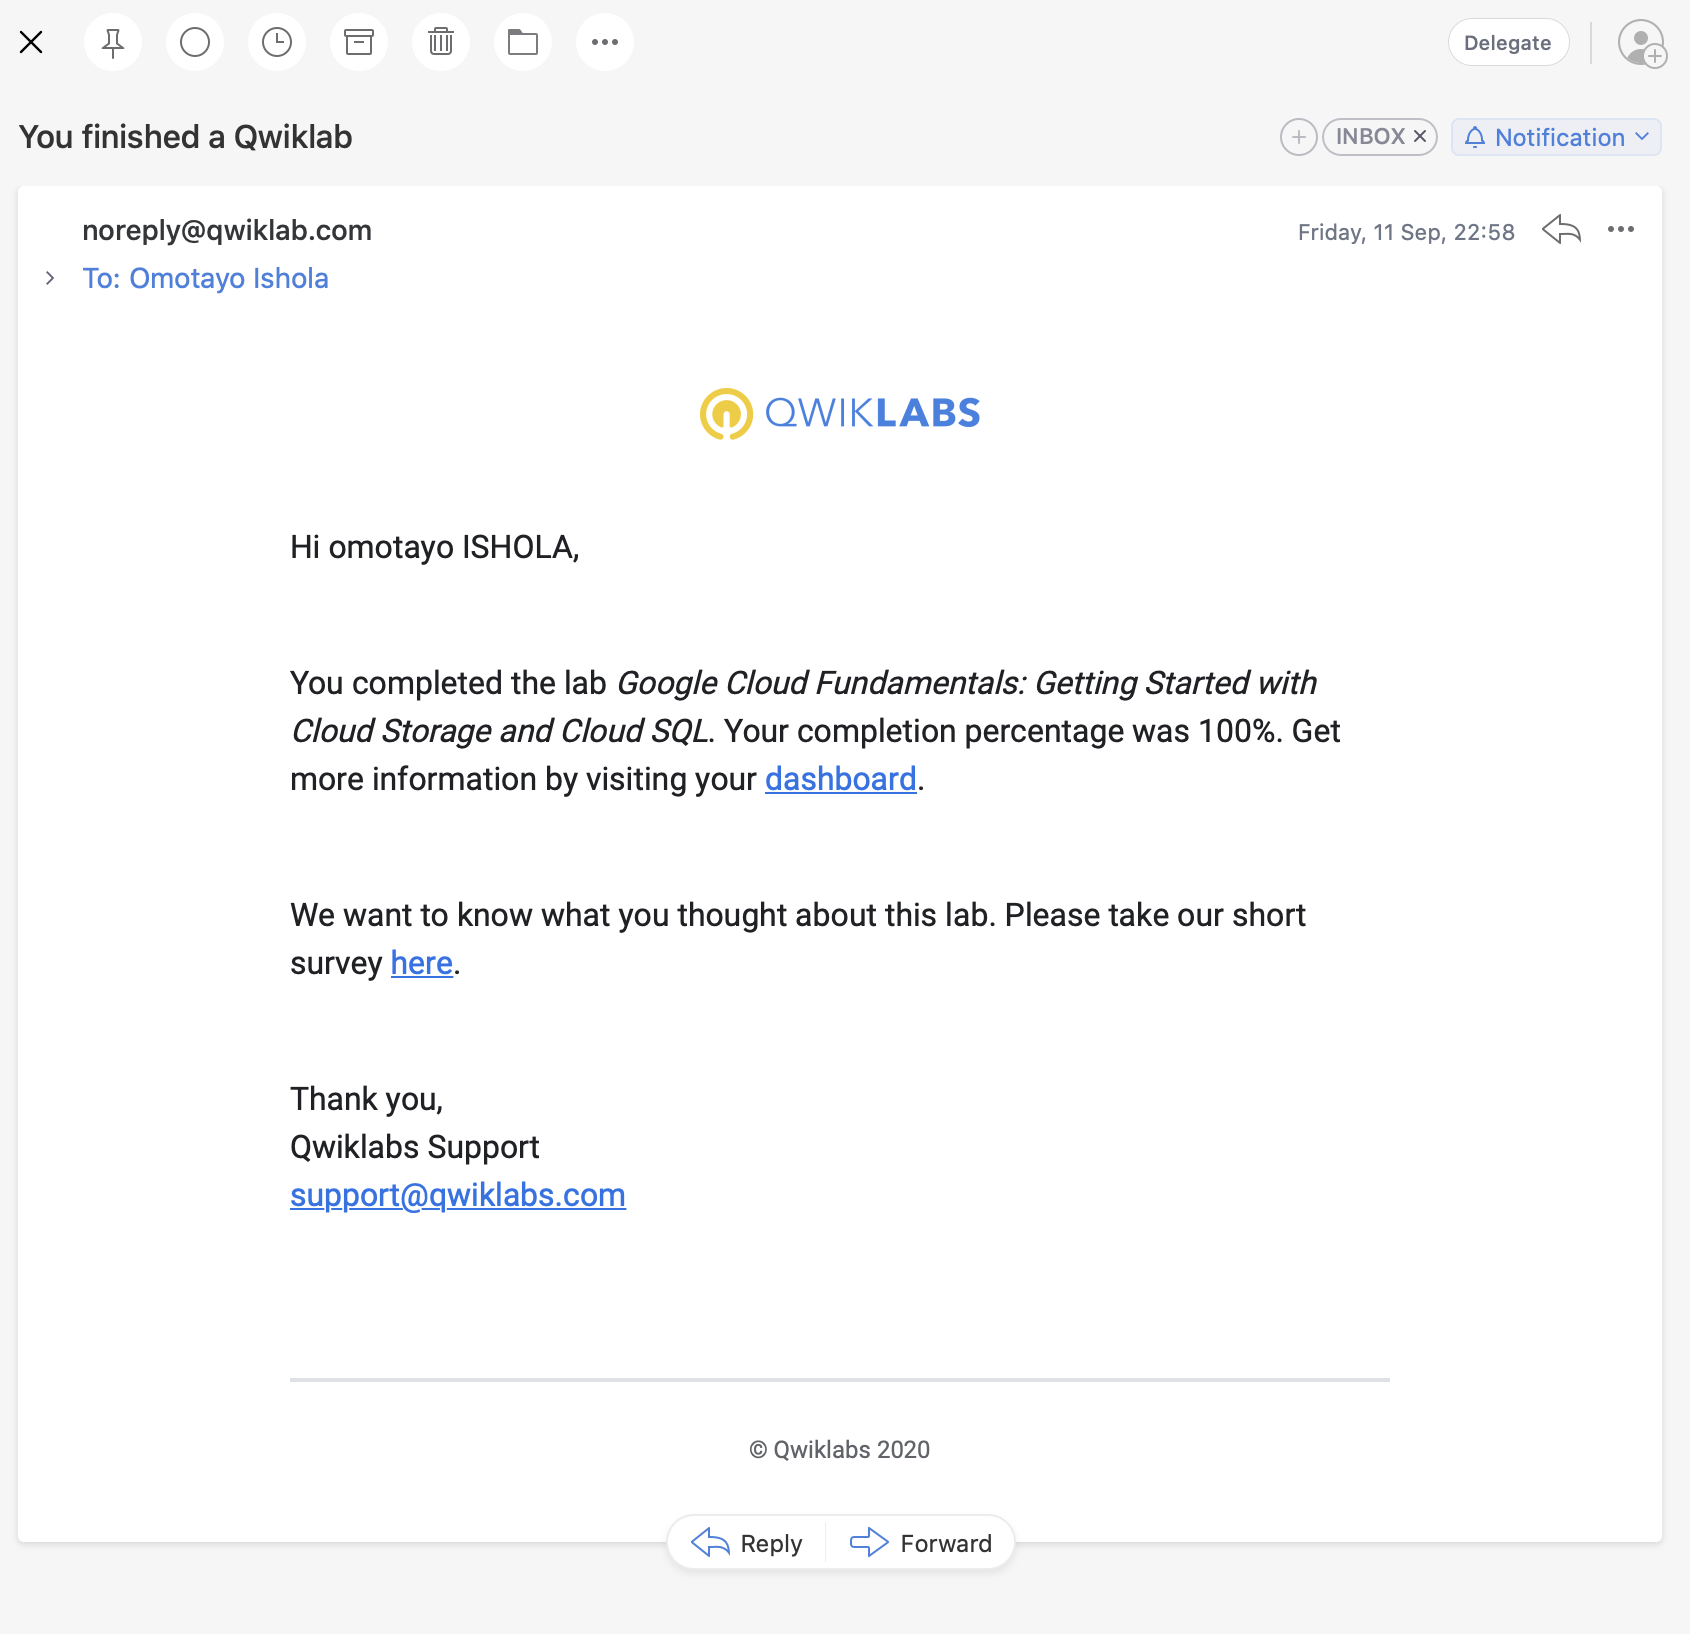 Delegate
You finished a Qwiklab
INBOX
Notification
noreply@qwiklab.com
Friday, 11 Sep, 22:58
To: Omotayo Ishola
QWIKLABS
Hi omotayo ISHOLA,
You completed the lab Google Cloud Fundamentals: Getting Started with
Cloud Storage and Cloud SQL. Your completion percentage was 100%. Get
more information by visiting your dashboard.
We want to know what you thought about this lab. Please take our short
survey here.
Thank you,
Qwiklabs Support
support@qwiklabs.com
© Qwiklabs 2020
Reply
Forward